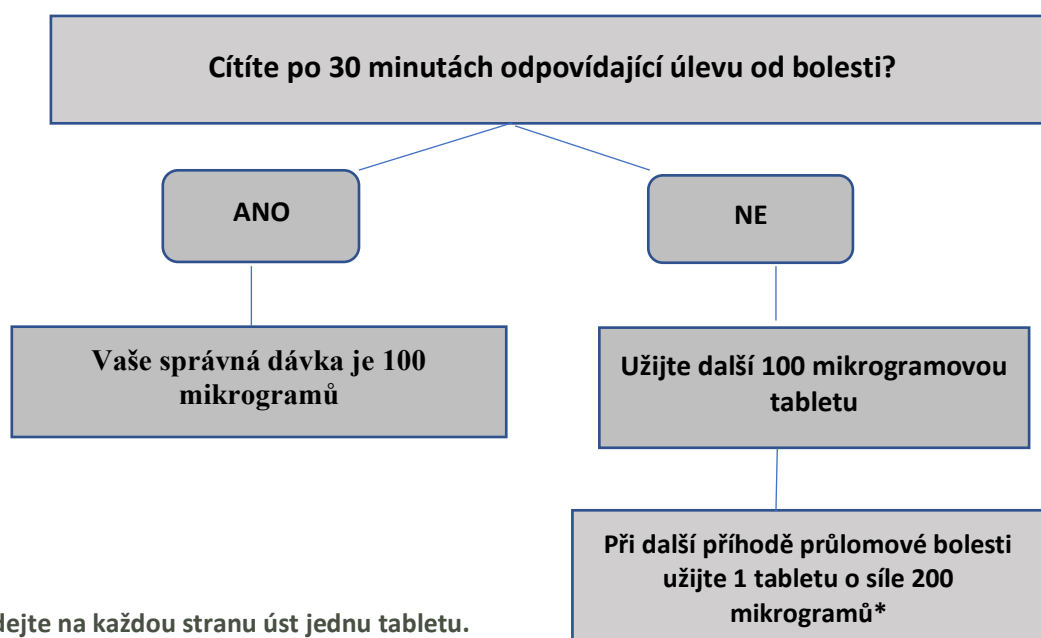 Cítíte po 30 minutách odpovídající úlevu od bolesti?
ANO
NE
Vaše správná dávka je 100
mikrogramů
Užijte další 100 mikrogramovou
tabletu
Při další příhodě průlomové bolesti
užijte 1 tabletu o síle 200
mikrogramů*
na každou stranu úst jednu tabletu.